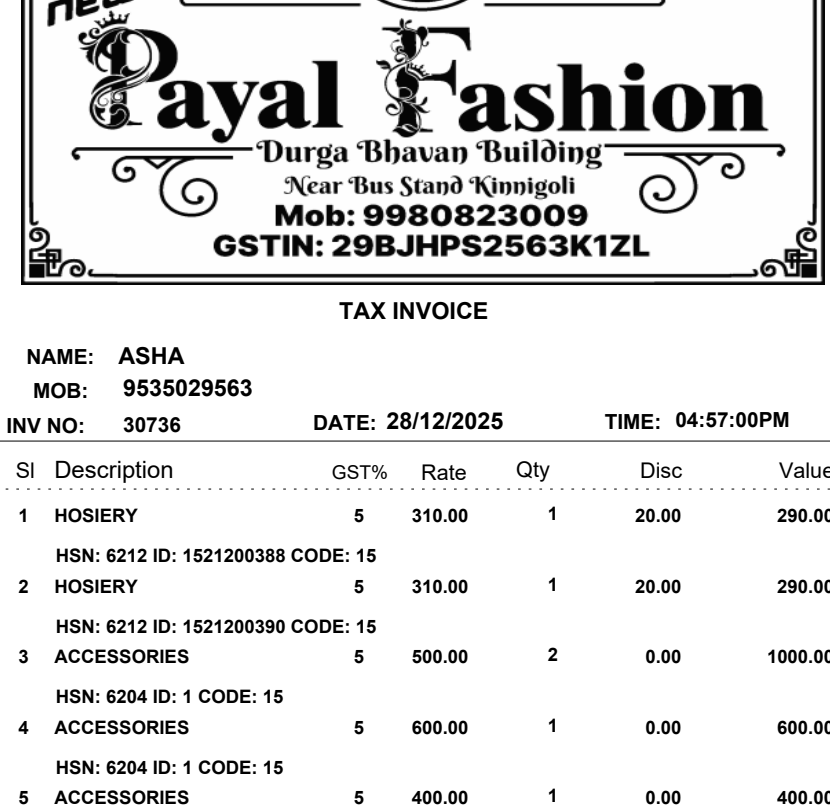 new
Payal Fashion
Durga Bhavan Building
Near Bus Stand Kinnigoli
Mob: 9980823009
GSTIN: 29BJHPS2563K1ZL
TAX INVOICE
NAME: ASHA
MOB: 9535029563
INV NO: 30736 DATE: 28/12/2025 TIME: 04:57:00PM
Sl Description GST% Rate Qty Disc Value
1 HOSIERY 5 310.00 1 20.00 290.00
HSN: 6212 ID: 1521200388 CODE: 15
2 HOSIERY 5 310.00 1 20.00 290.00
HSN: 6212 ID: 1521200390 CODE: 15
3 ACCESSORIES 5 500.00 2 0.00 1000.00
HSN: 6204 ID: 1 CODE: 15
4 ACCESSORIES 5 600.00 1 0.00 600.00
HSN: 6204 ID: 1 CODE: 15
5 ACCESSORIES 5 400.00 1 0.00 400.00